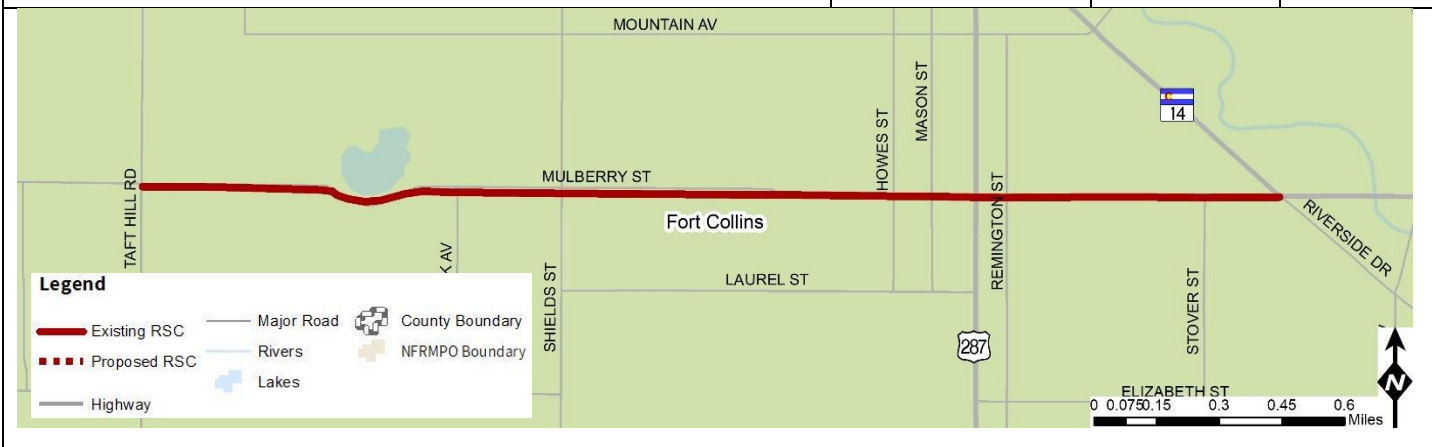 MOUNTAIN AV
14
HOWES ST
MASON ST
TAFT HILL RD
MULBERRY ST
Fort Collins
REMINGTON ST
RIVERSIDE DR
K AV
SHIELDS ST
LAUREL ST
STOVER ST
287
ELIZABETH ST
Legend
Existing RSC
Proposed RSC
Highway
Major Road
Rivers
Lakes
County Boundary
NFRMPO Boundary
0 0.075 0.15 0.3 0.45 0.6
Miles
N